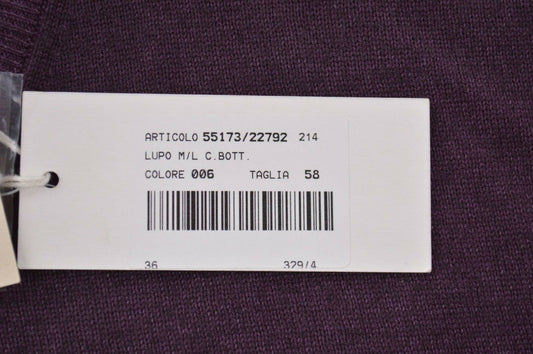 ARTICOLO 55173/22792 214
LUPO M/L C.BOTT.
COLORE 006 TAGLIA 58
36 329/4